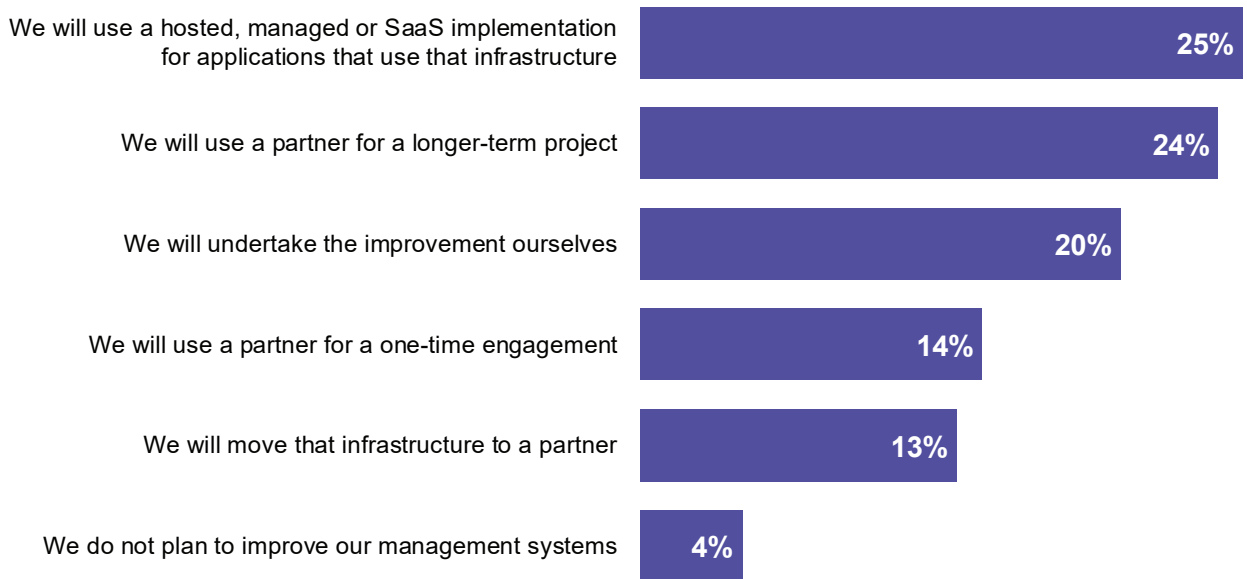 We will use a hosted, managed or SaaS implementation
for applications that use that infrastructure
25%
We will use a partner for a longer-term project
24%
We will undertake the improvement ourselves
20%
We will use a partner for a one-time engagement
14%
We will move that infrastructure to a partner
13%
We do not plan to improve our management systems
4%